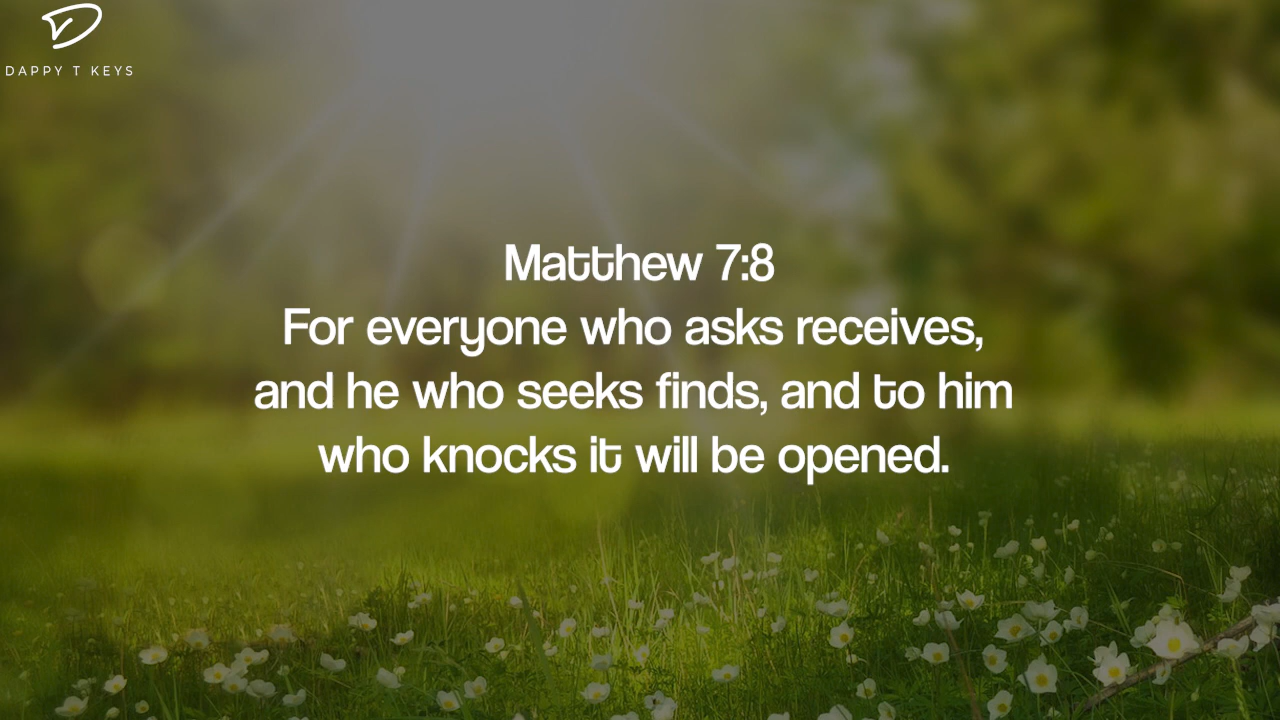 DAPPY T KEYS
Matthew 7:8
For everyone who asks receives,
and he who seeks finds, and to him
who knocks it will be opened.